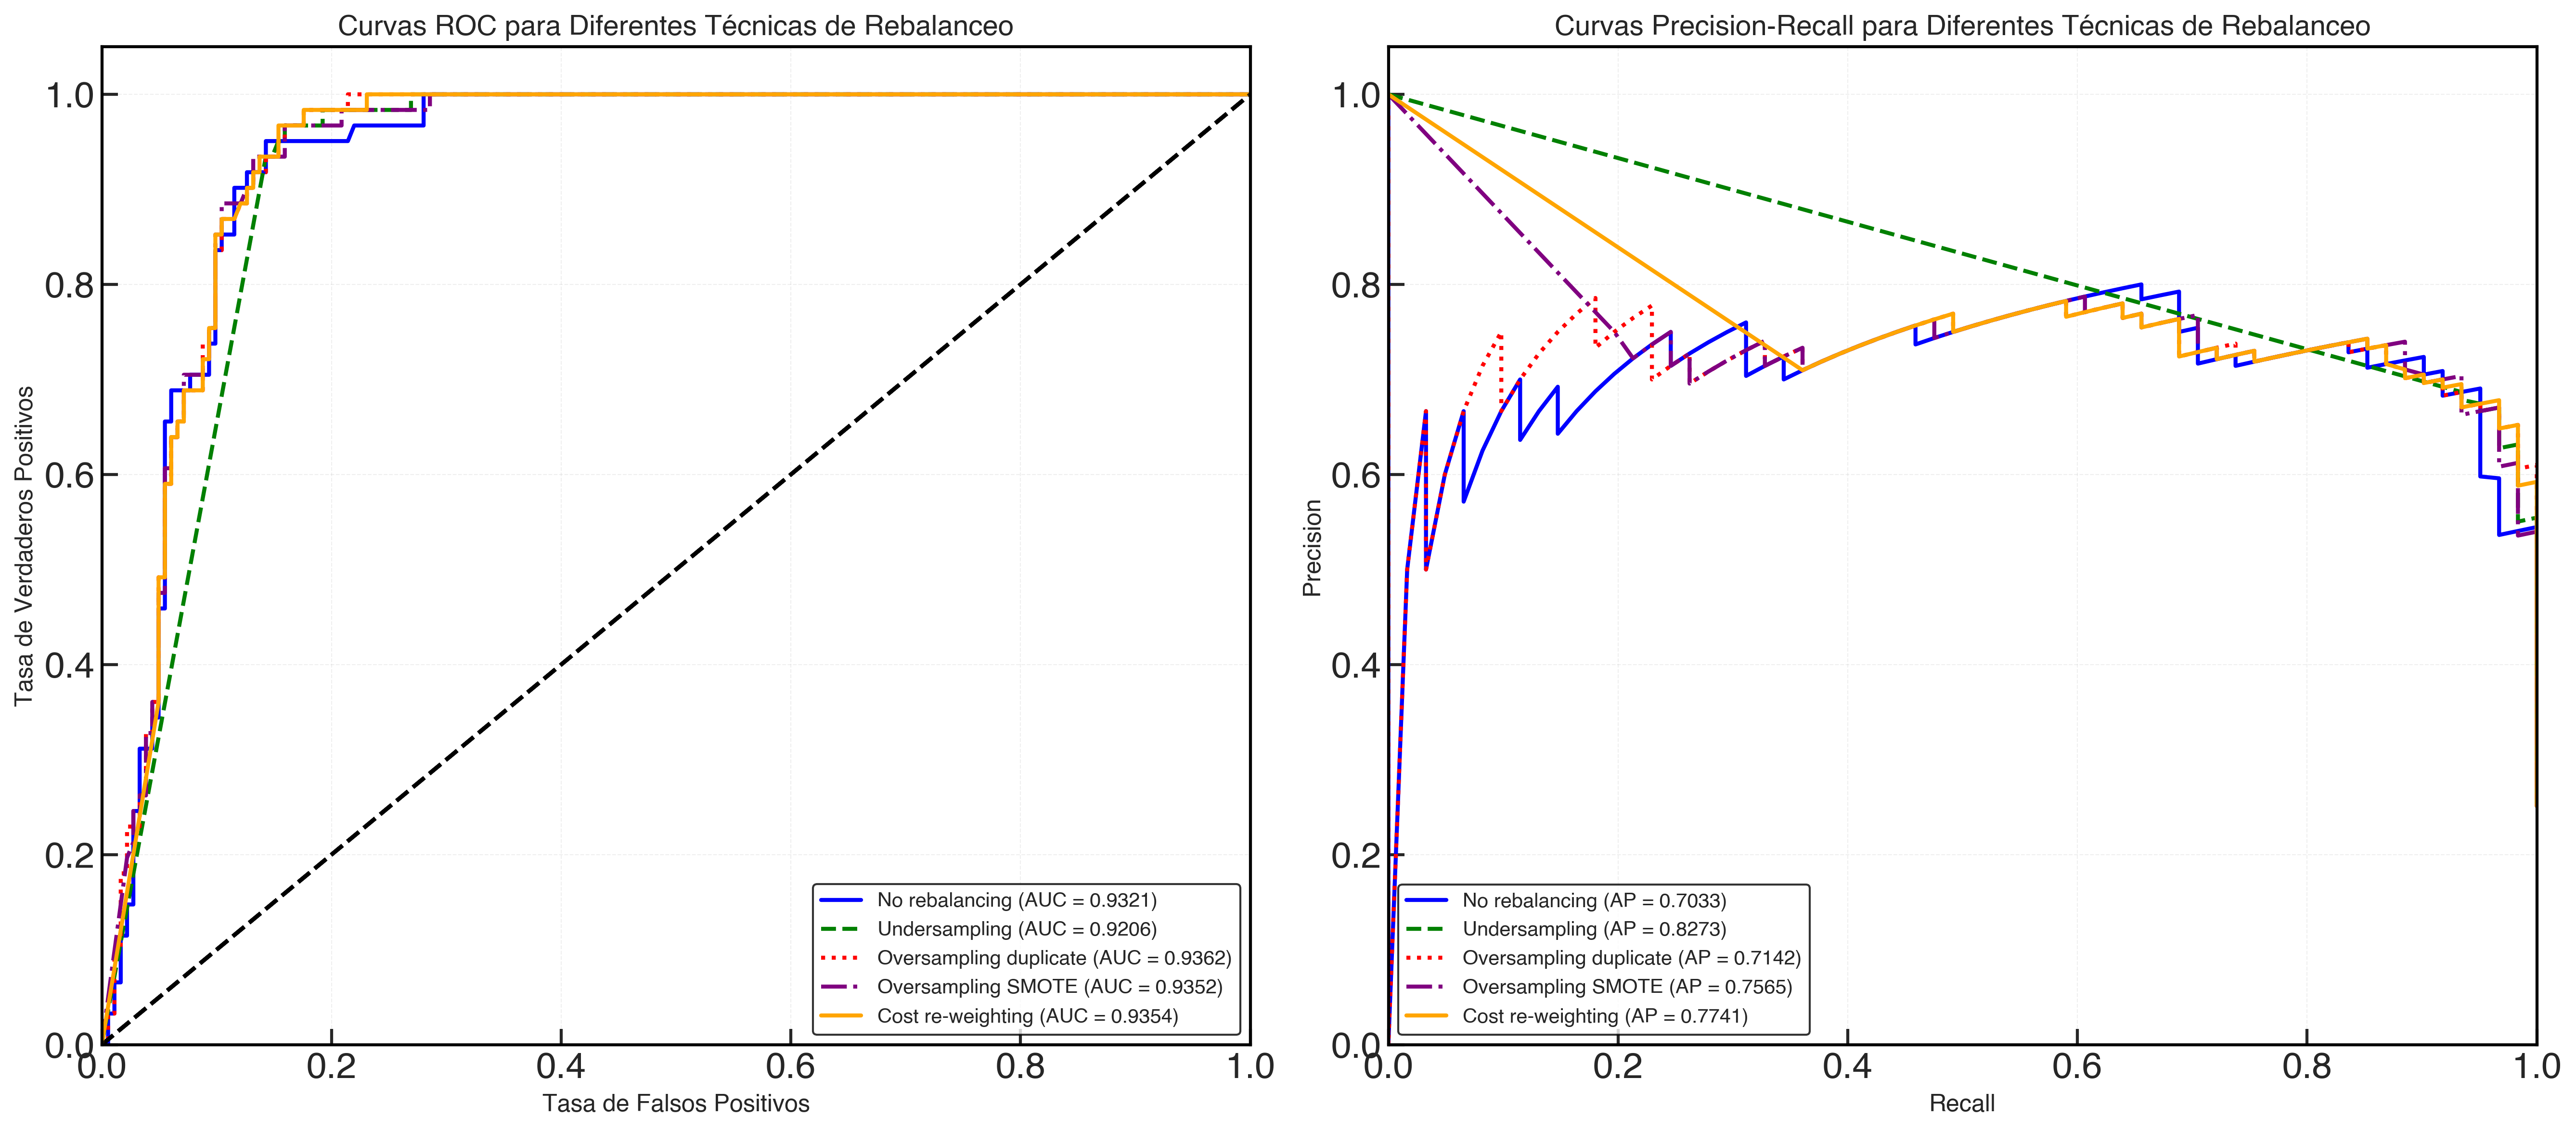 Curvas ROC para Diferentes Técnicas de Rebalanceo
Tasa de Verdaderos Positivos
1.0
0.8
0.6
0.4
0.2
0.0
0.0 0.2 0.4 0.6 0.8 1.0
Tasa de Falsos Positivos
No rebalancing (AUC = 0.9321)
Undersampling (AUC = 0.9206)
Oversampling duplicate (AUC = 0.9362)
Oversampling SMOTE (AUC = 0.9352)
Cost re-weighting (AUC = 0.9354)
Curvas Precision-Recall para Diferentes Técnicas de Rebalanceo
Precision
1.0
0.8
0.6
0.4
0.2
0.0
0.0 0.2 0.4 0.6 0.8 1.0
Recall
No rebalancing (AP = 0.7033)
Undersampling (AP = 0.8273)
Oversampling duplicate (AP = 0.7142)
Oversampling SMOTE (AP = 0.7565)
Cost re-weighting (AP = 0.7741)